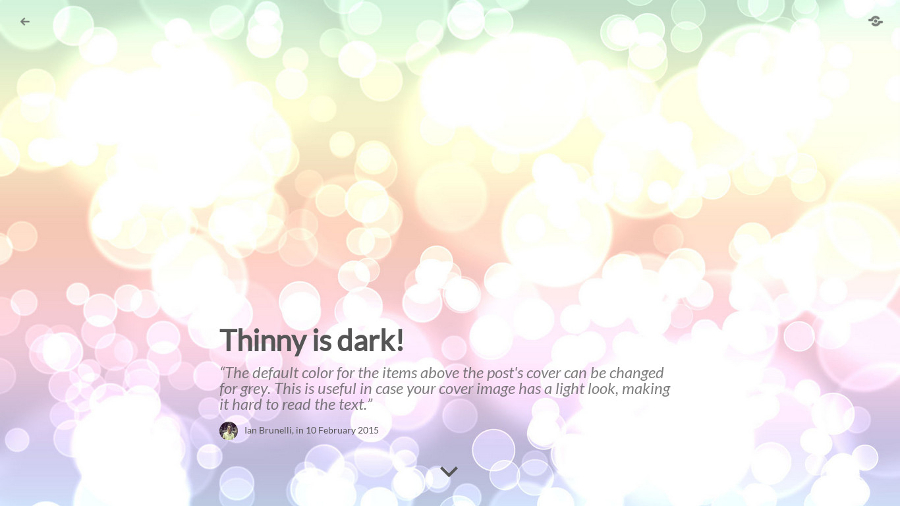 Thinny is dark!
“The default color for the items above the post's cover can be changed
for grey. This is useful in case your cover image has a light look, making
it hard to read the text.”
Ian Brunelli, in 10 February 2015